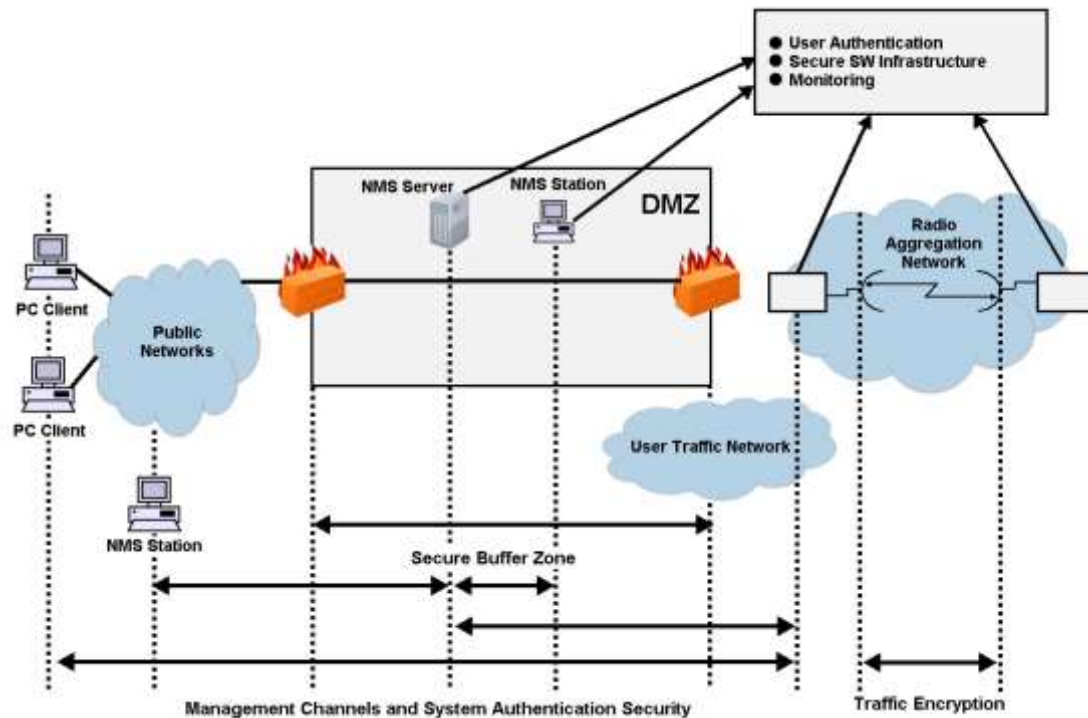 ● User Authentication
● Secure SW Infrastructure
● Monitoring
NMS Server
NMS Station
DMZ
Radio
Aggregation
Network
PC Client
Public
Networks
PC Client
User Traffic Network
NMS Station
Secure Buffer Zone
Traffic Encryption
Management Channels and System Authentication Security